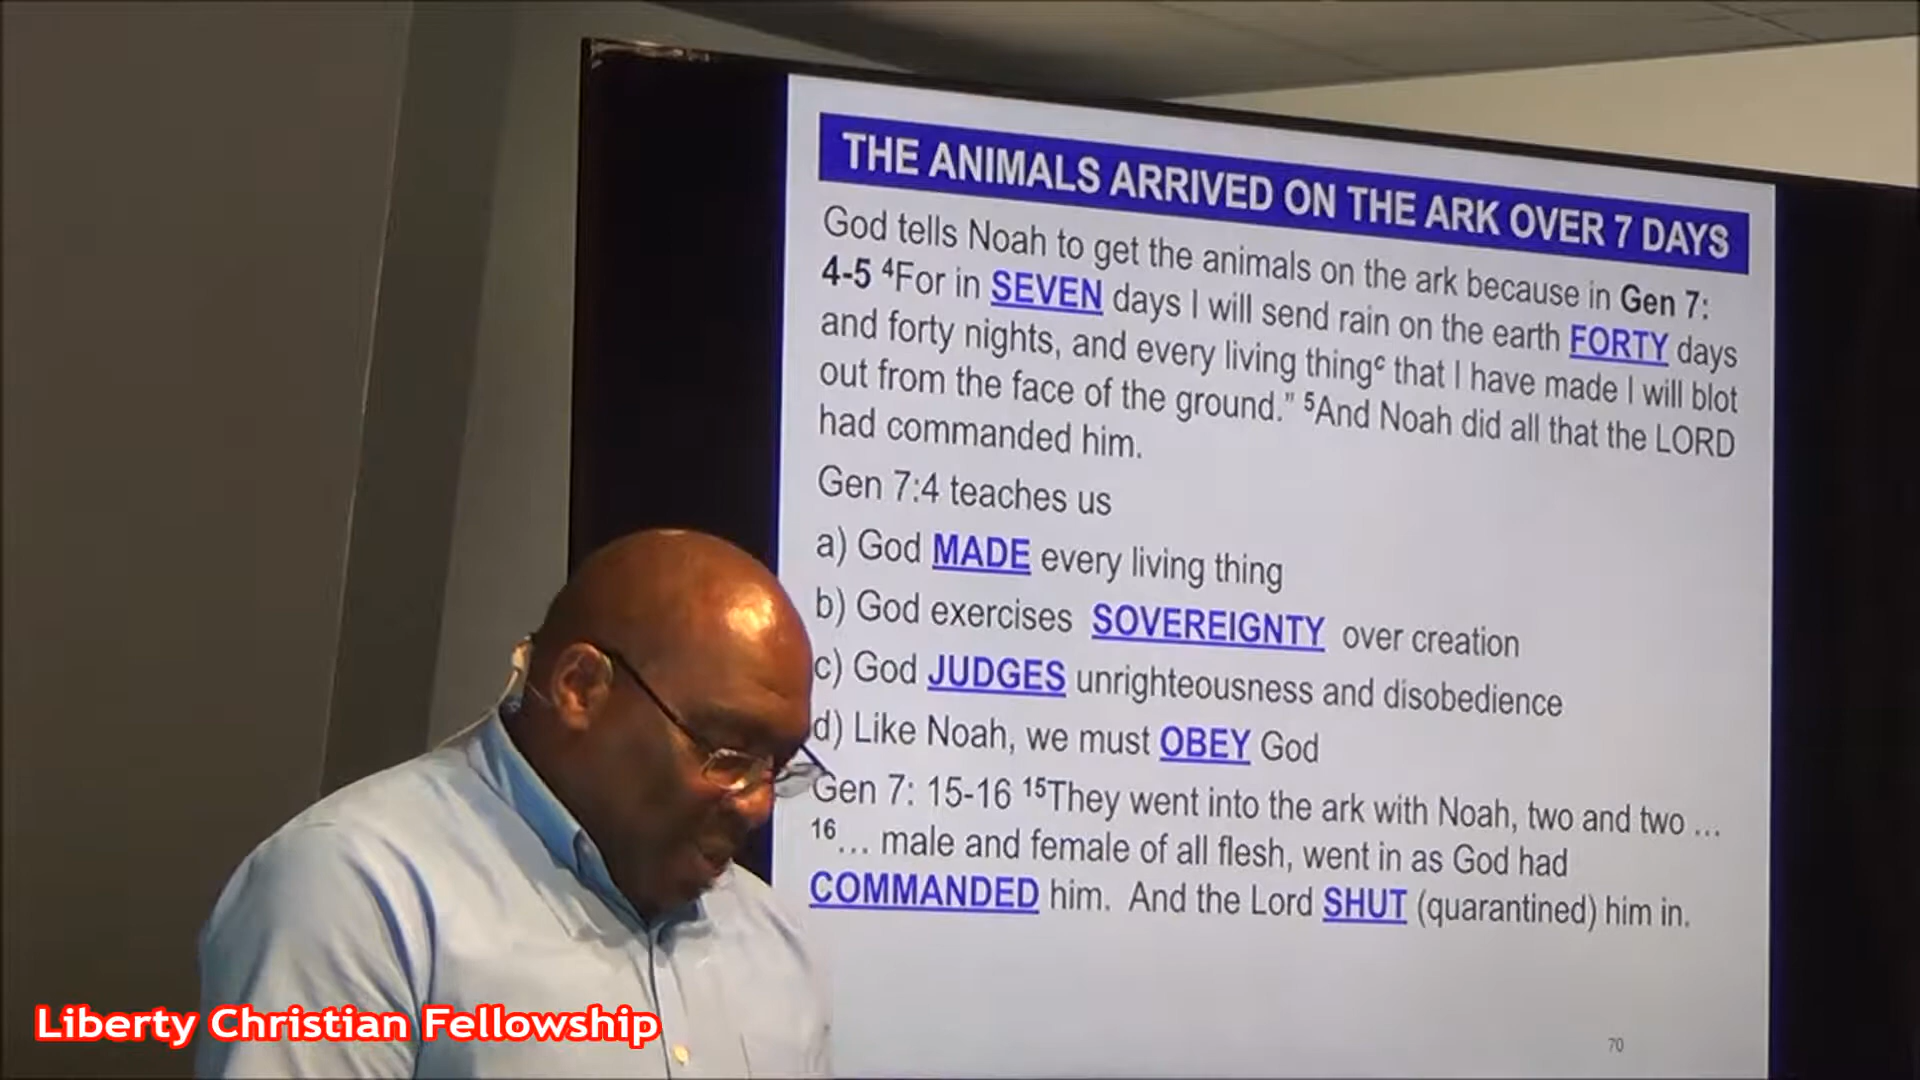 THE ANIMALS ARRIVED ON THE ARK OVER 7 DAYS
God tells Noah to get the animals on the ark because in Gen 7:
4-5 ⁴For in SEVEN days I will send rain on the earth FORTY days
and forty nights, and every living thingᶜ that I have made I will blot
out from the face of the ground.” ⁵And Noah did all that the LORD
had commanded him.
Gen 7:4 teaches us
a) God MADE every living thing
b) God exercises SOVEREIGNTY over creation
c) God JUDGES unrighteousness and disobedience
d) Like Noah, we must OBEY God
Gen 7: 15-16 ¹⁵They went into the ark with Noah, two and two ...
¹⁶... male and female of all flesh, went in as God had
COMMANDED him. And the Lord SHUT (quarantined) him in.
70
Liberty Christian Fellowship